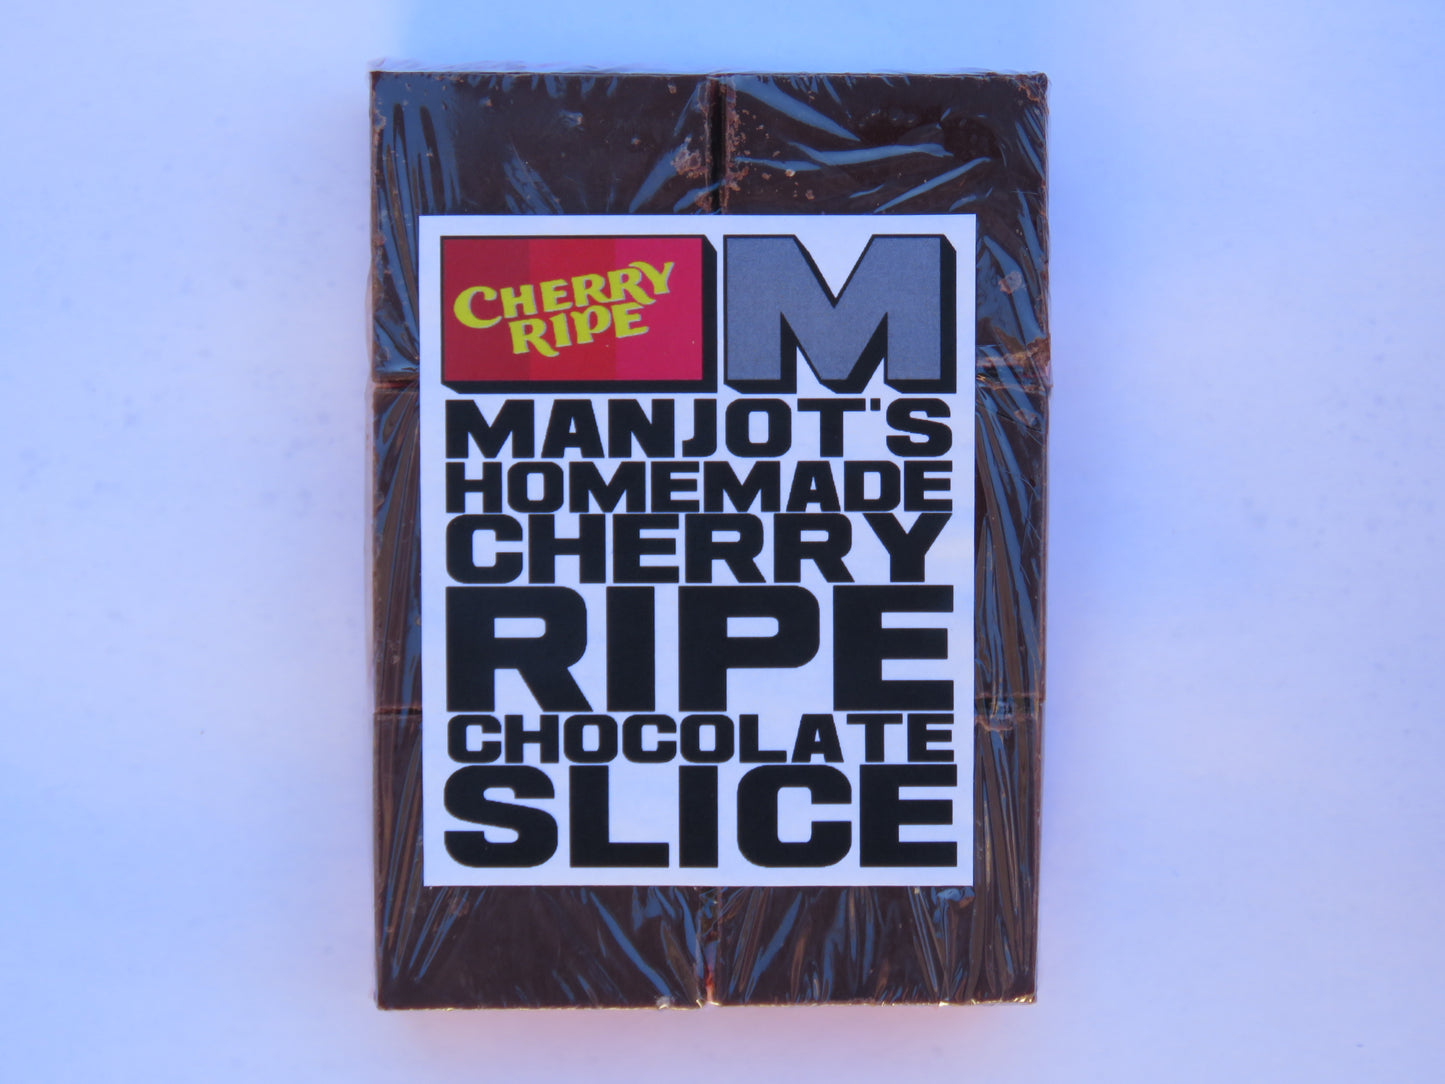 CHERRY
RIPE
M
MANJOT'S
HOMEMADE
CHERRY
RIPE
CHOCOLATE
SLICE